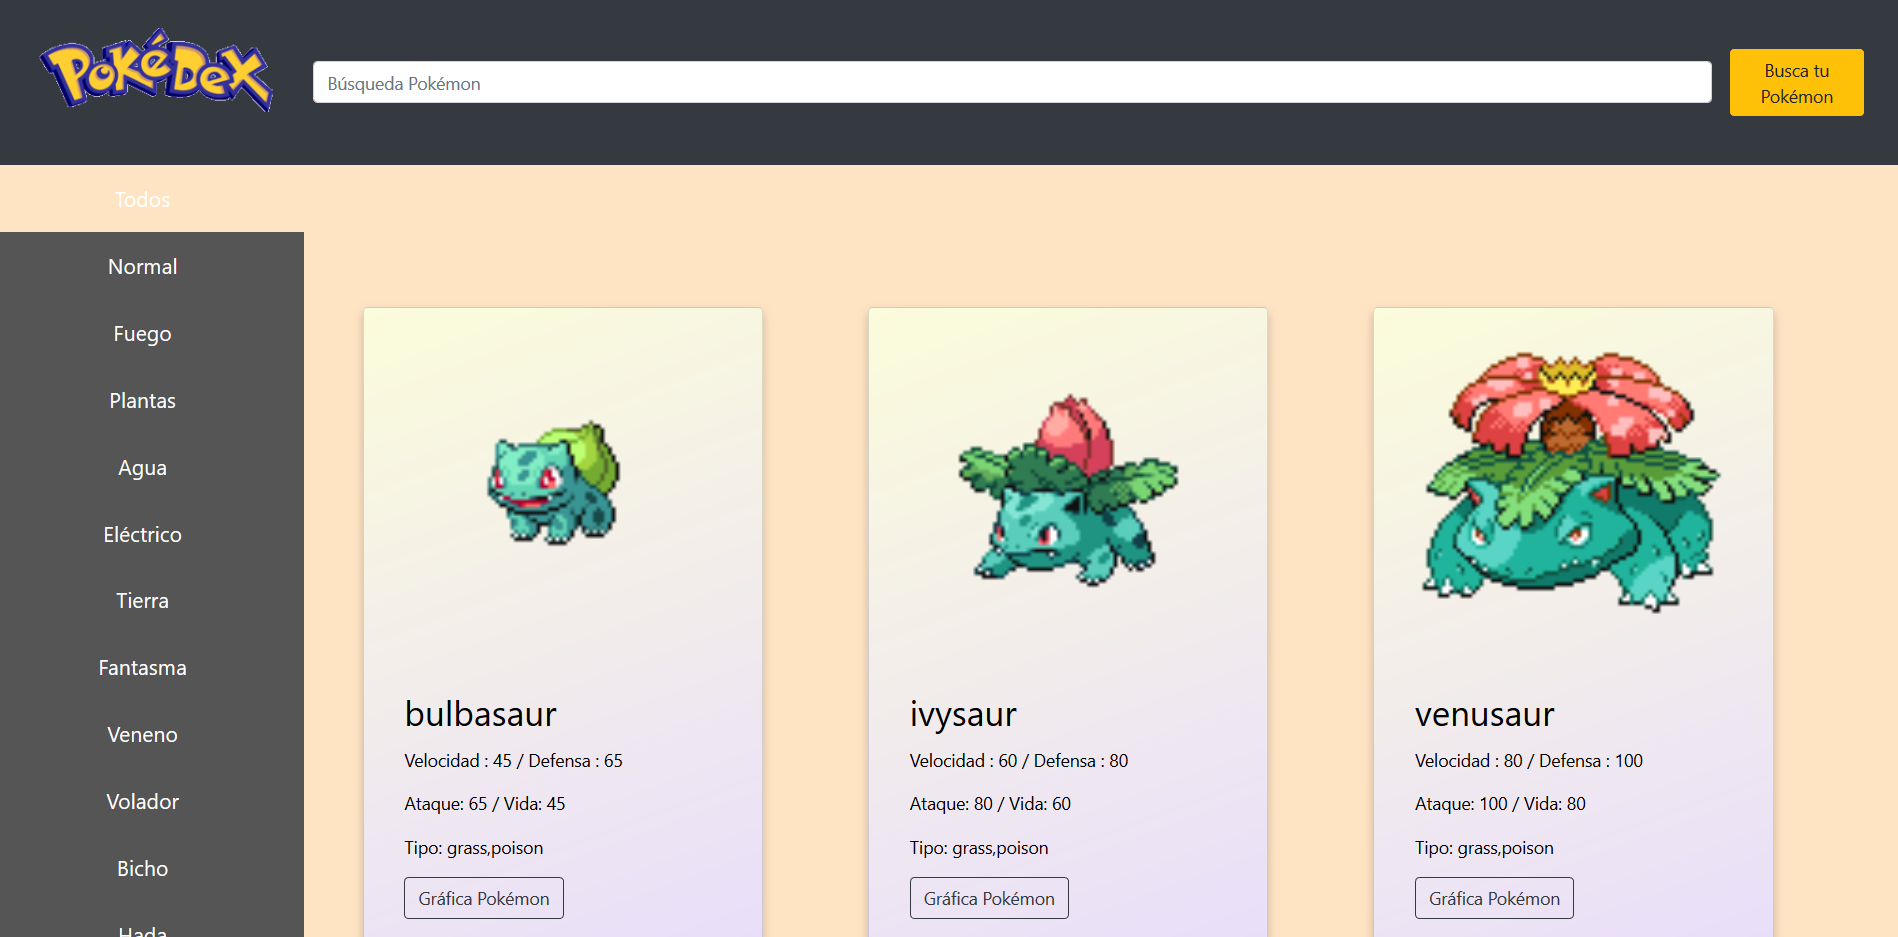 PokéDex
Búsqueda Pokémon
Busca tu
Pokémon
Todos
Normal
Fuego
Plantas
Agua
Eléctrico
Tierra
Fantasma
Veneno
Volador
Bicho
Hada
bulbasaur
Velocidad : 45 / Defensa : 65
Ataque: 65 / Vida: 45
Tipo: grass,poison
Gráfica Pokémon
ivysaur
Velocidad : 60 / Defensa : 80
Ataque: 80 / Vida: 60
Tipo: grass,poison
Gráfica Pokémon
venusaur
Velocidad : 80 / Defensa : 100
Ataque: 100 / Vida: 80
Tipo: grass,poison
Gráfica Pokémon